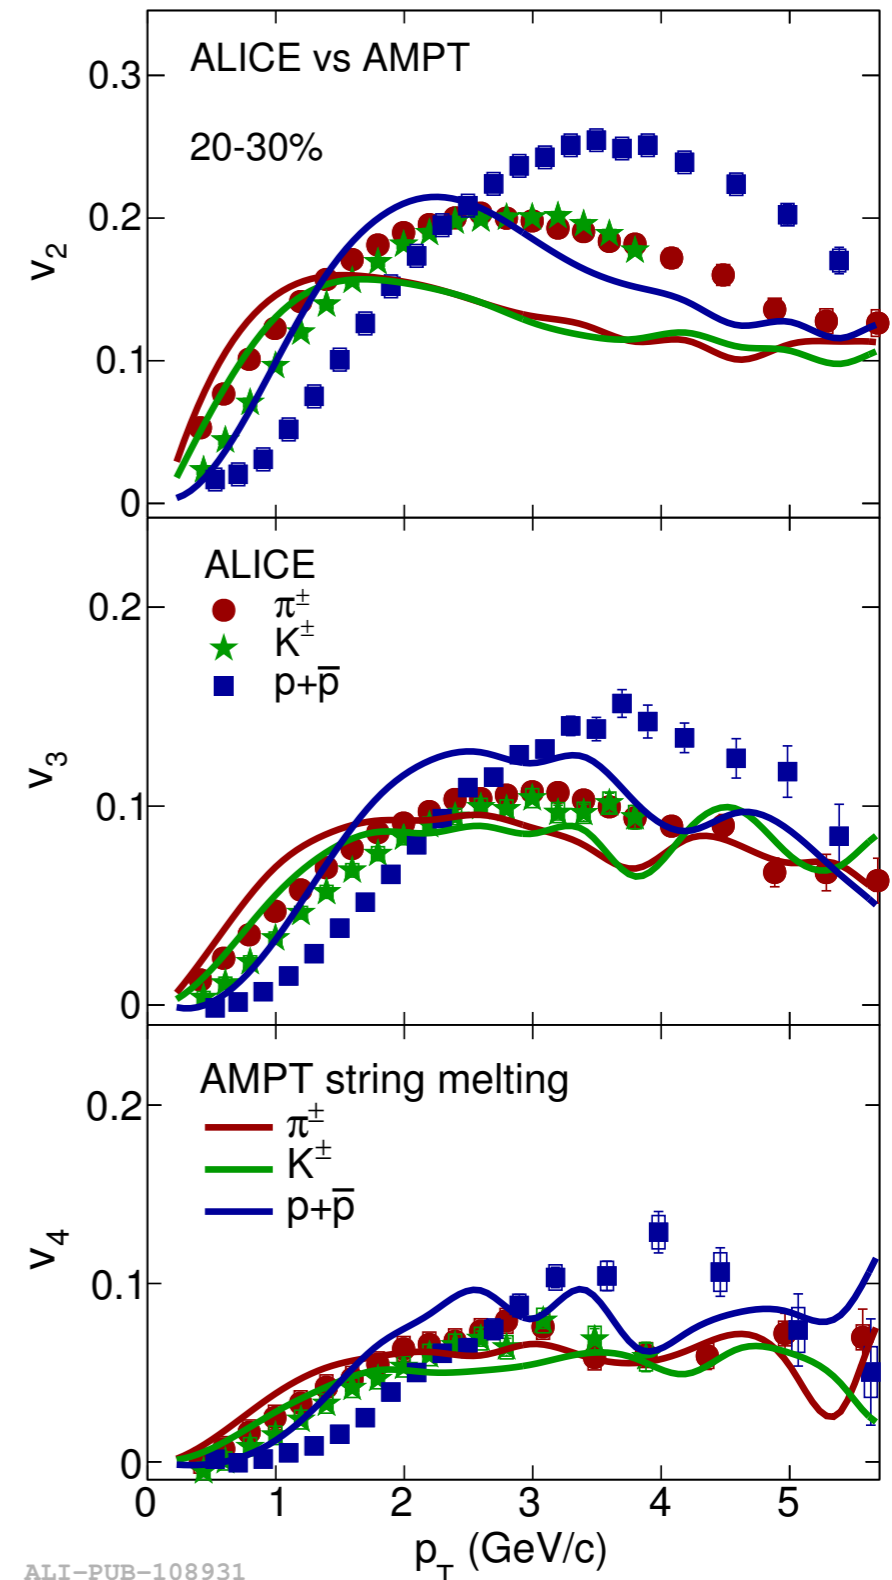 ALICE vs AMPT
20-30%
0.3
0.2
0.1
0
v₂
ALICE
π±
K±
p+p̅
0.2
0.1
0
v₃
AMPT string melting
π±
K±
p+p̅
0.2
0.1
0
v₄
0 1 2 3 4 5
p_T (GeV/c)
ALI−PUB−108931